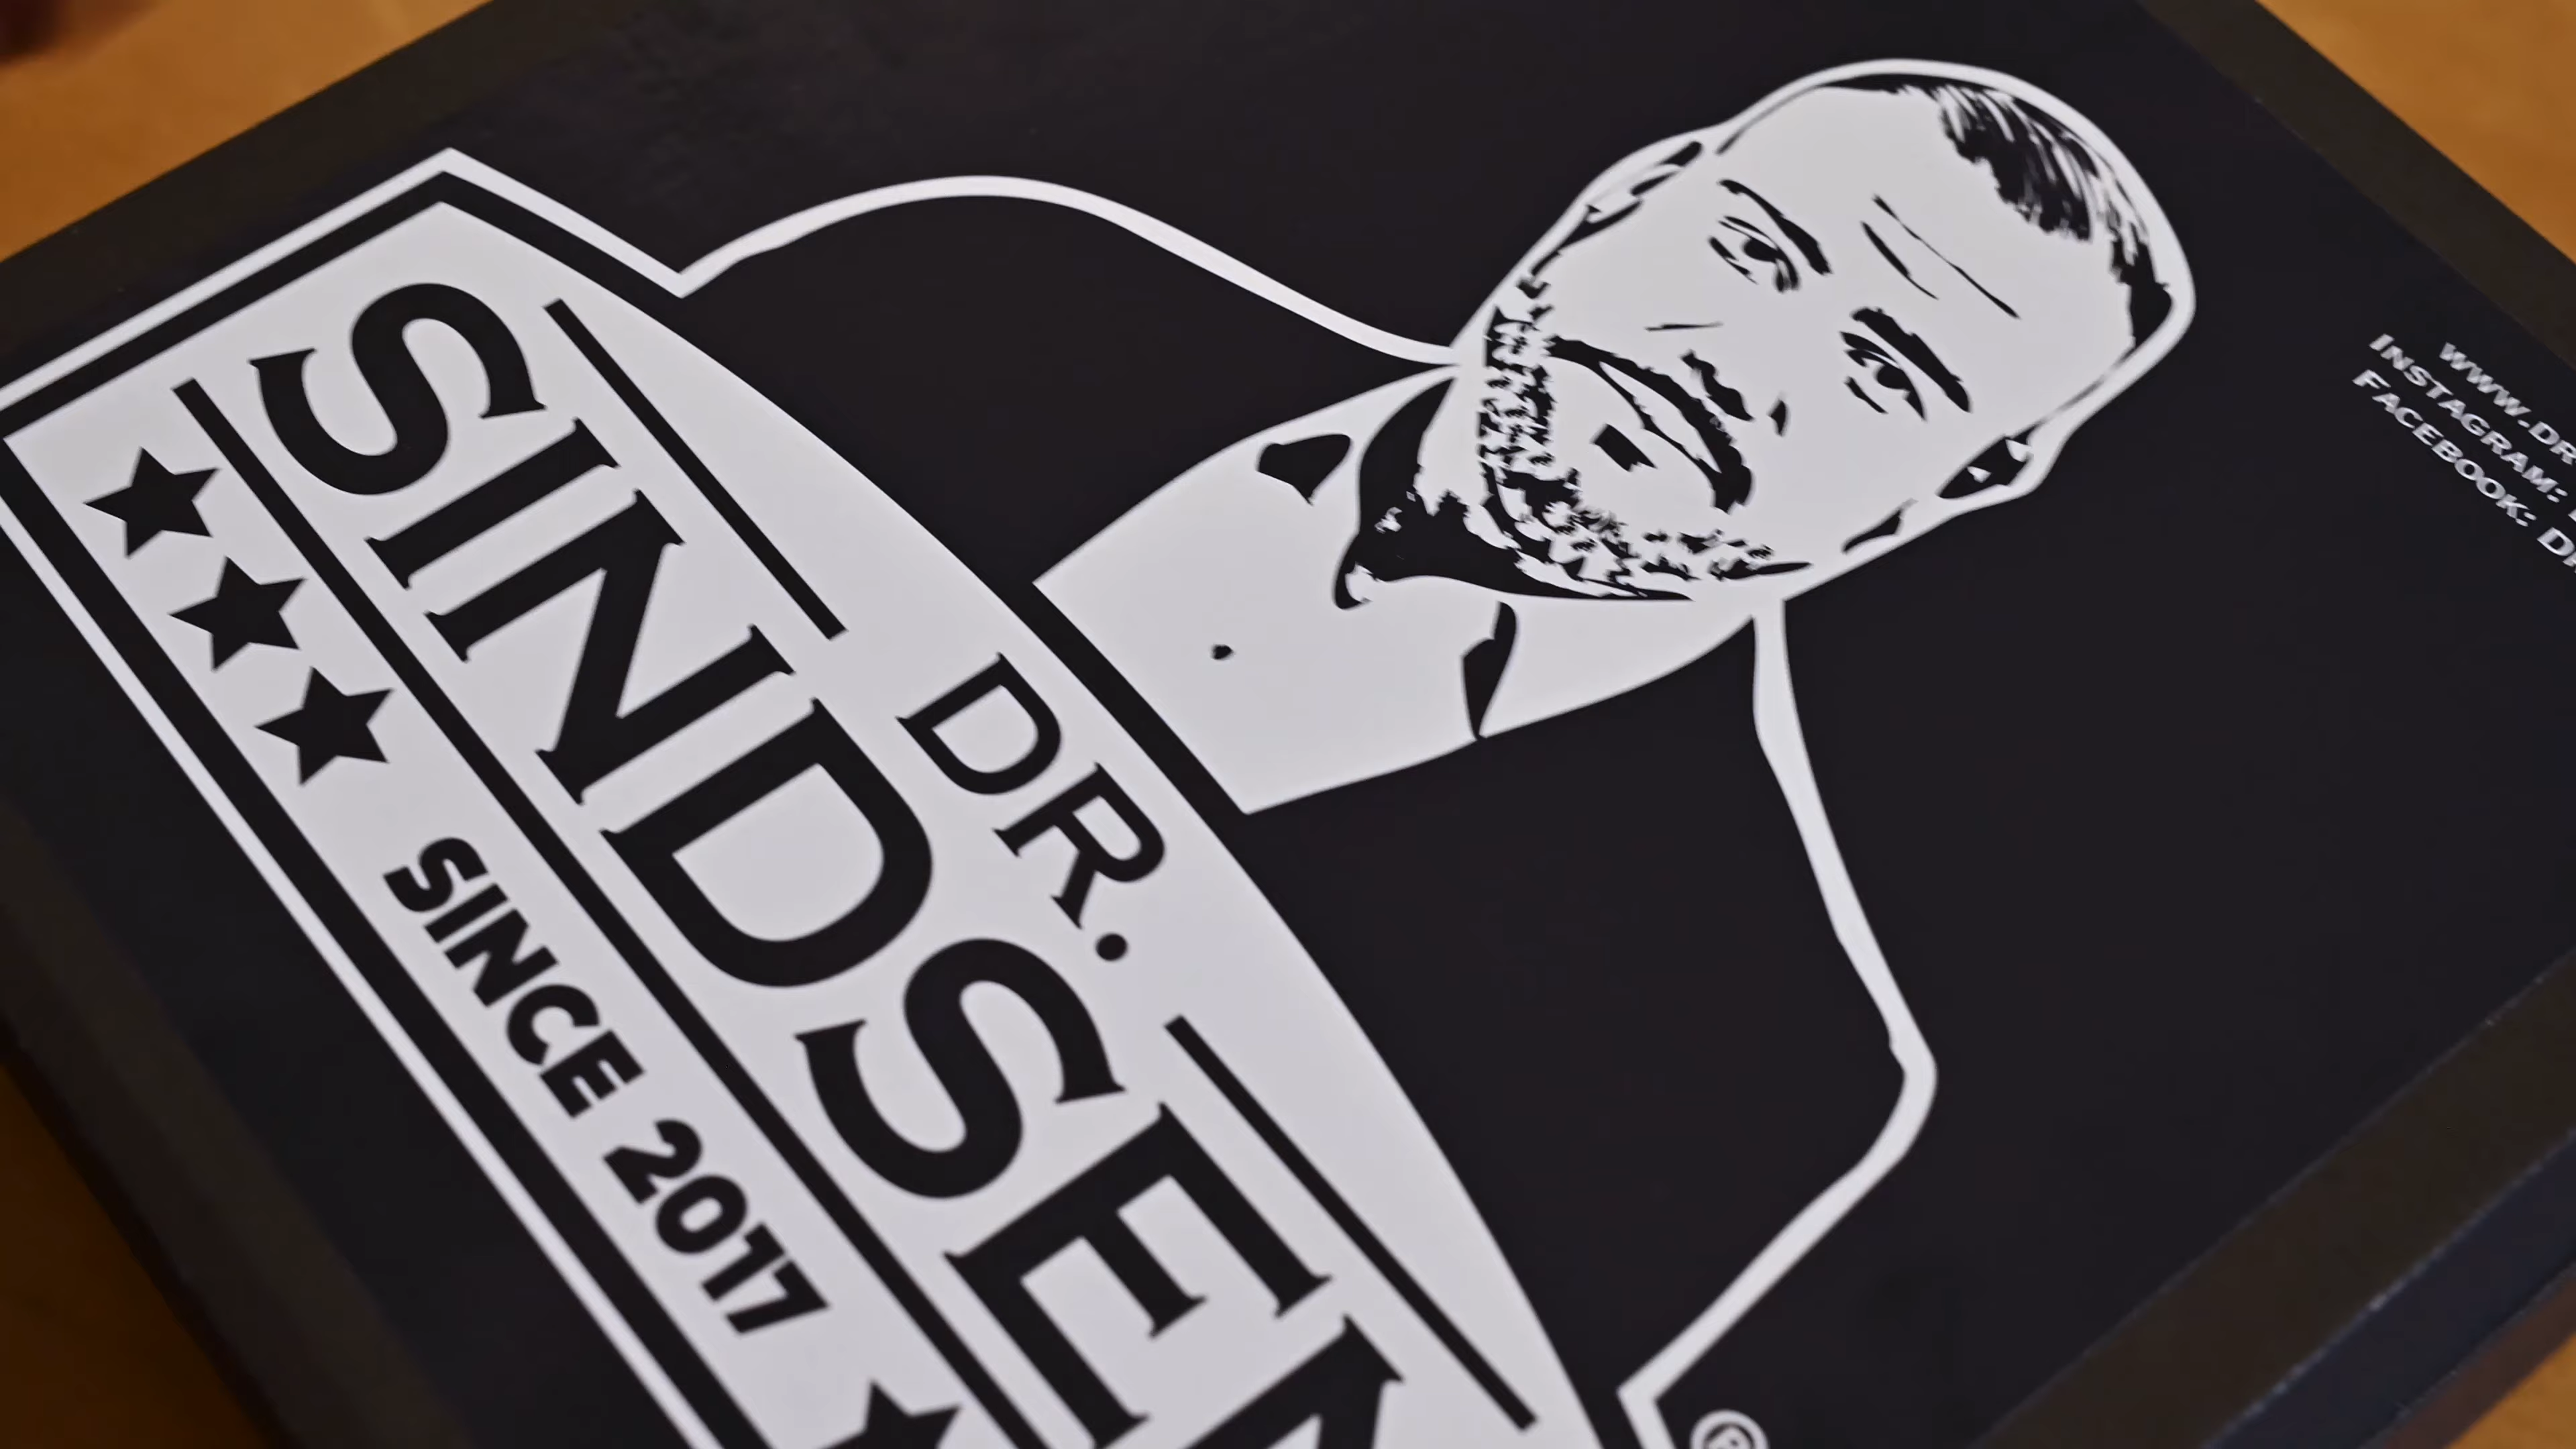 DR.
SINDSEN
SINCE 2017
WWW.DR
INSTAGRAM:
FACEBOOK:
®